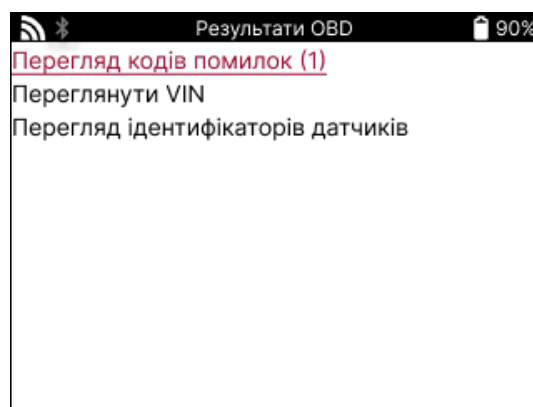 Результати OBD 90%
Перегляд кодів помилок (1)
Переглянути VIN
Перегляд ідентифікаторів датчиків